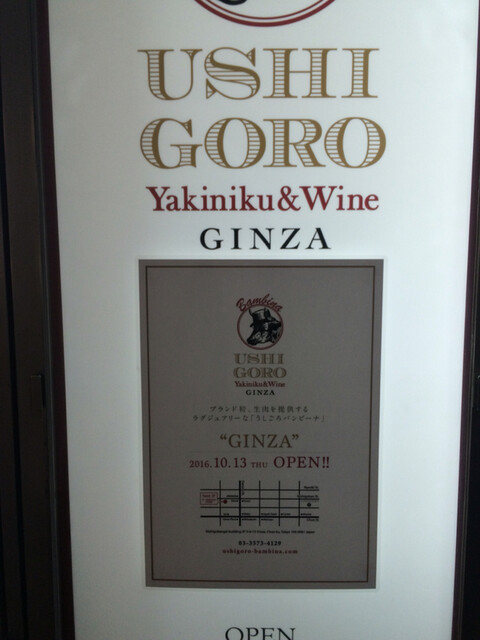 USHI
GORO
Yakiniku&Wine
GINZA
Bambina
USHI
GORO
Yakiniku&Wine
GINZA
ブランド和、生肉を提供する
ラグジュアリーな「うしごろバンビーナ」
"GINZA"
2016.10.13 THU OPEN!!
03-5573-4129
ushigoro-bambina.com
OPEN